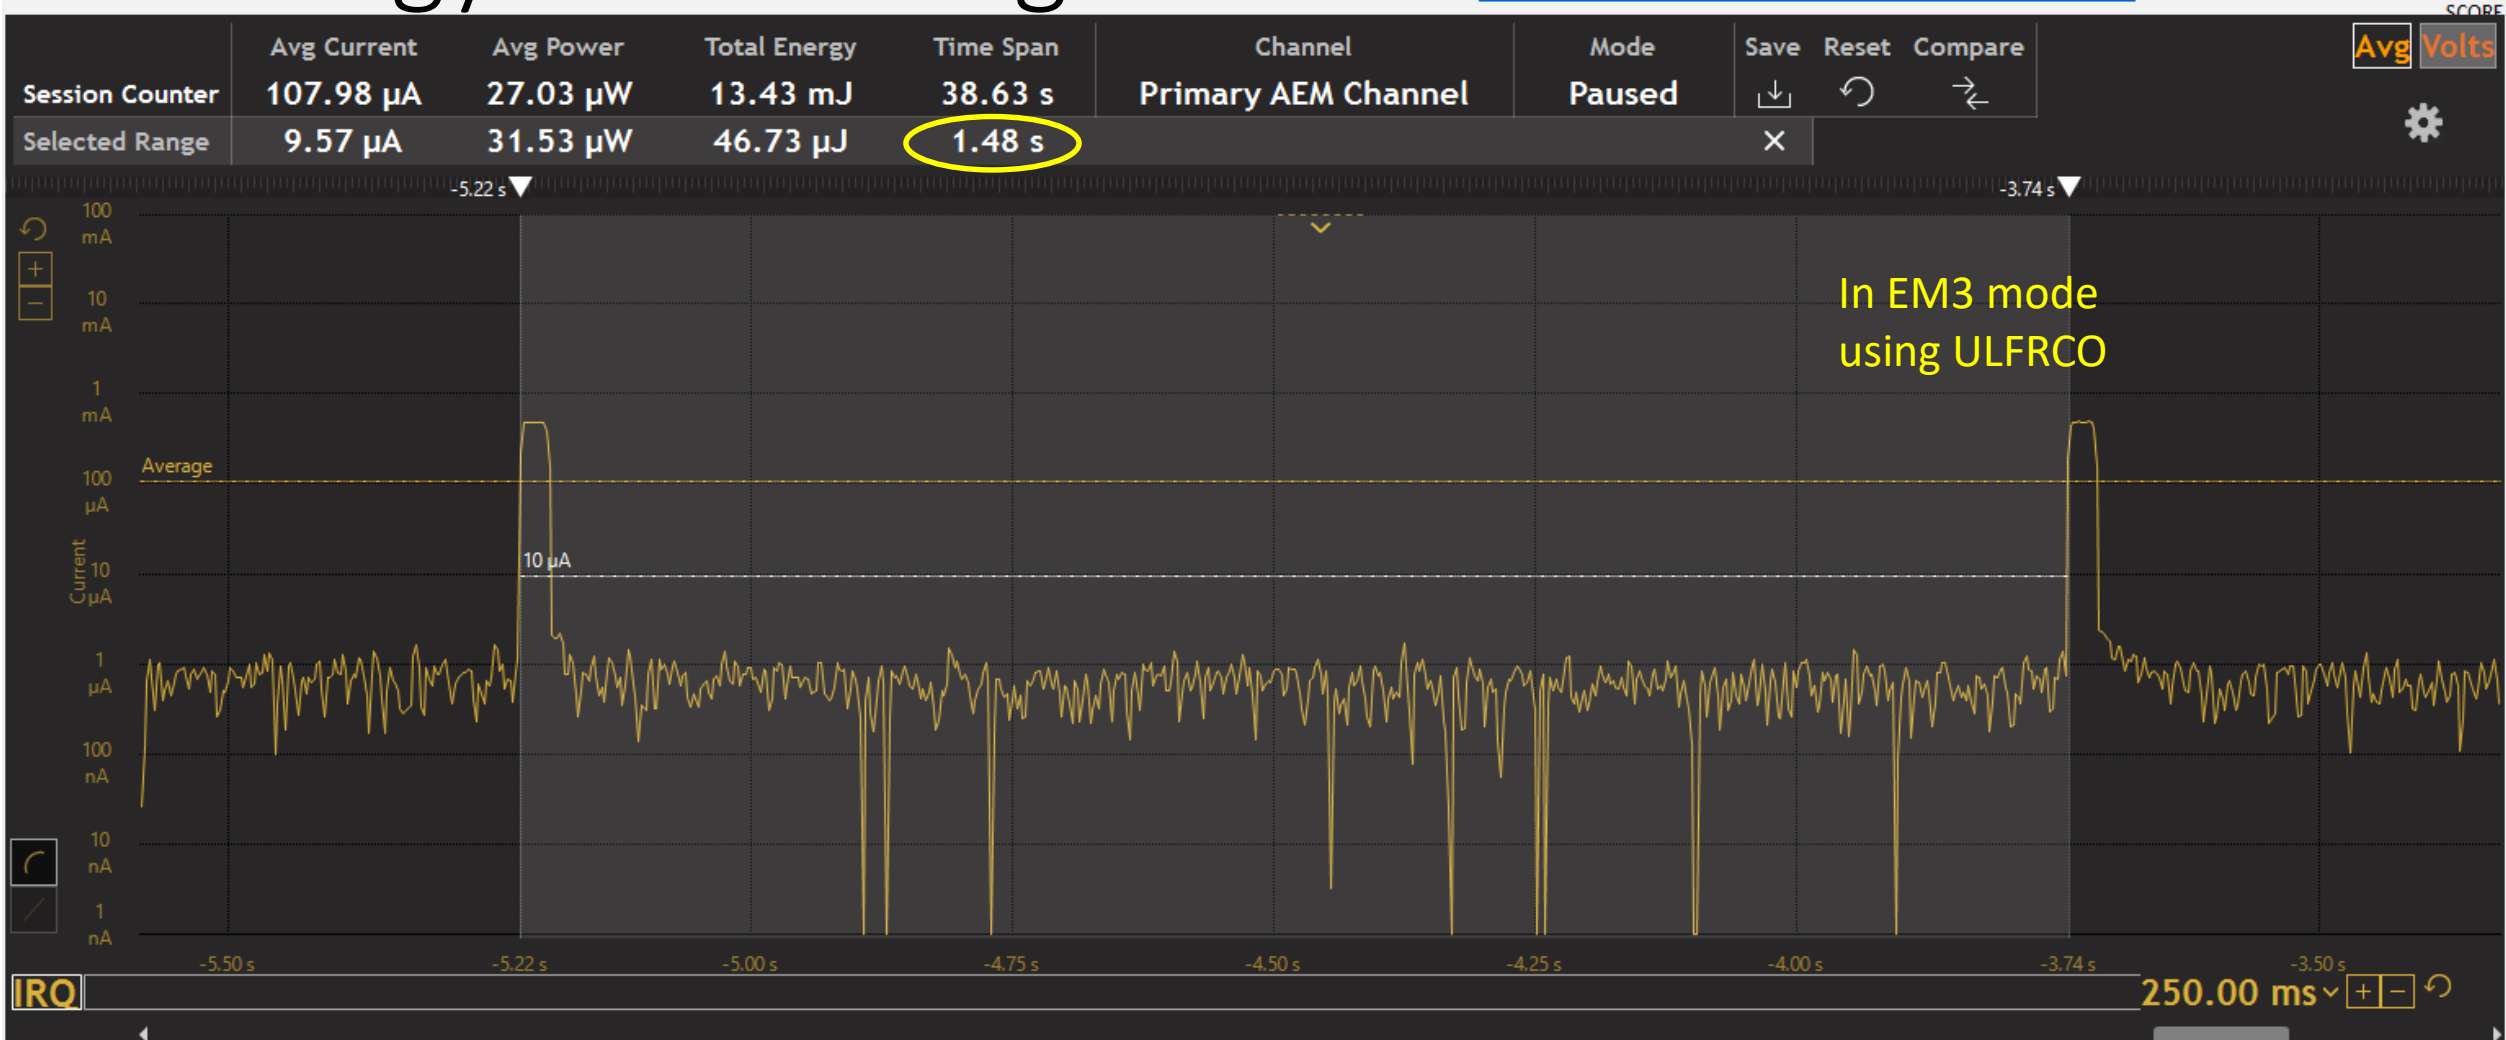 SCORE
Avg Current Avg Power Total Energy Time Span Channel Mode Save Reset Compare Avg Volts
Session Counter 107.98 µA 27.03 µW 13.43 mJ 38.63 s Primary AEM Channel Paused
Selected Range 9.57 µA 31.53 µW 46.73 µJ 1.48 s
-5.22 s -3.74 s
100
mA
10
mA
In EM3 mode
using ULFRCO
1
mA
Average
100
µA
10 µA
Current
10
µA
1
µA
100
nA
10
nA
1
nA
-5.50 s -5.22 s -5.00 s -4.75 s -4.50 s -4.25 s -4.00 s -3.74 s -3.50 s
IRQ 250.00 ms